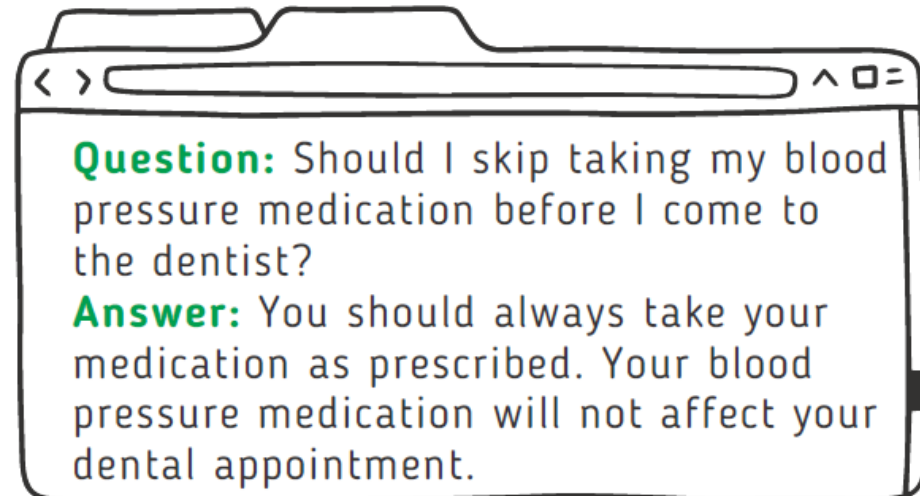 Question: Should I skip taking my blood
pressure medication before I come to
the dentist?
Answer: You should always take your
medication as prescribed. Your blood
pressure medication will not affect your
dental appointment.